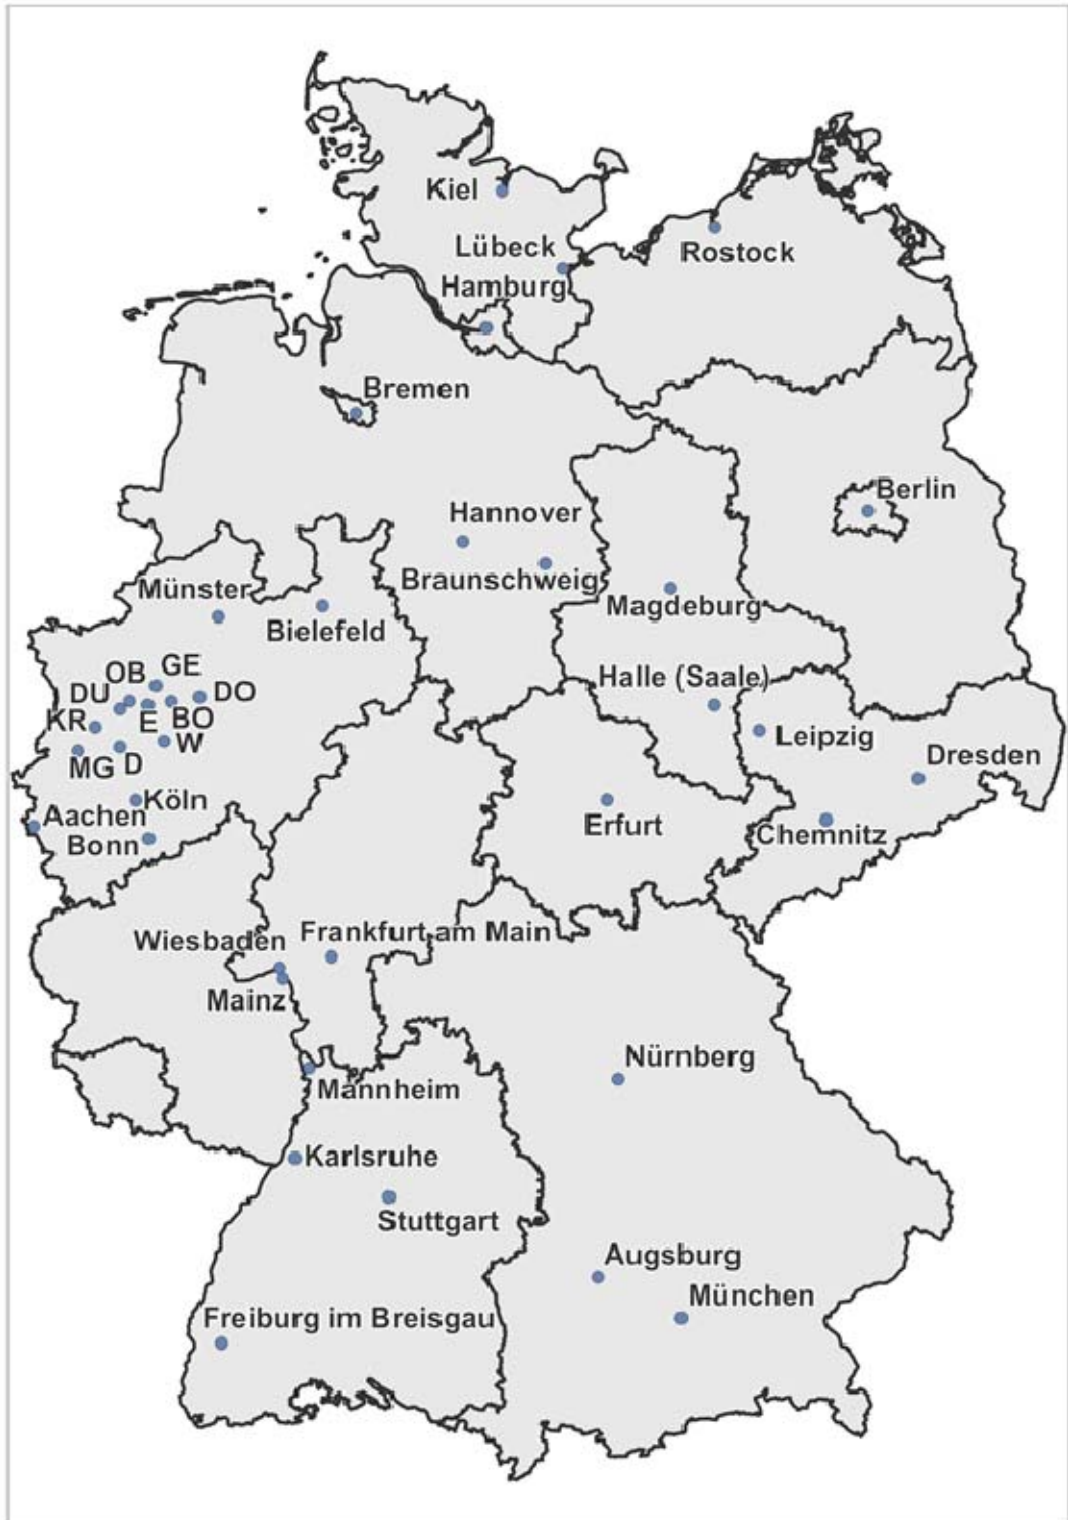 Kiel
Lübeck
Rostock
Hamburg
Bremen
Berlin
Hannover
Braunschweig
Münster
Magdeburg
Bielefeld
OB GE
DU DO
KR E BO
W
MG D
Halle (Saale)
Leipzig
Dresden
Köln
Aachen
Bonn
Erfurt
Chemnitz
Wiesbaden
Frankfurt am Main
Mainz
Nürnberg
Mannheim
Karlsruhe
Stuttgart
Augsburg
München
Freiburg im Breisgau